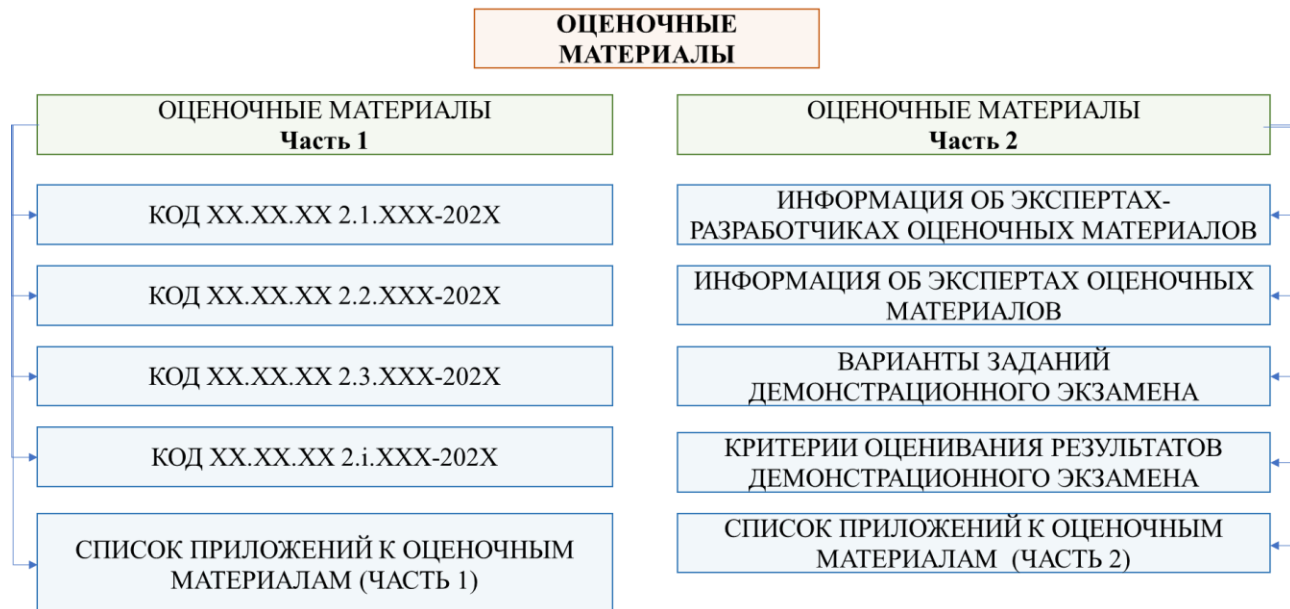 ОЦЕНОЧНЫЕ
МАТЕРИАЛЫ
ОЦЕНОЧНЫЕ МАТЕРИАЛЫ
Часть 1
КОД XX.XX.XX 2.1.XXX-202X
КОД XX.XX.XX 2.2.XXX-202X
КОД XX.XX.XX 2.3.XXX-202X
КОД XX.XX.XX 2.i.XXX-202X
СПИСОК ПРИЛОЖЕНИЙ К ОЦЕНОЧНЫМ
МАТЕРИАЛАМ (ЧАСТЬ 1)
ОЦЕНОЧНЫЕ МАТЕРИАЛЫ
Часть 2
ИНФОРМАЦИЯ ОБ ЭКСПЕРТАХ-
РАЗРАБОТЧИКАХ ОЦЕНОЧНЫХ МАТЕРИАЛОВ
ИНФОРМАЦИЯ ОБ ЭКСПЕРТАХ ОЦЕНОЧНЫХ
МАТЕРИАЛОВ
ВАРИАНТЫ ЗАДАНИЙ
ДЕМОНСТРАЦИОННОГО ЭКЗАМЕНА
КРИТЕРИИ ОЦЕНИВАНИЯ РЕЗУЛЬТАТОВ
ДЕМОНСТРАЦИОННОГО ЭКЗАМЕНА
СПИСОК ПРИЛОЖЕНИЙ К ОЦЕНОЧНЫМ
МАТЕРИАЛАМ (ЧАСТЬ 2)